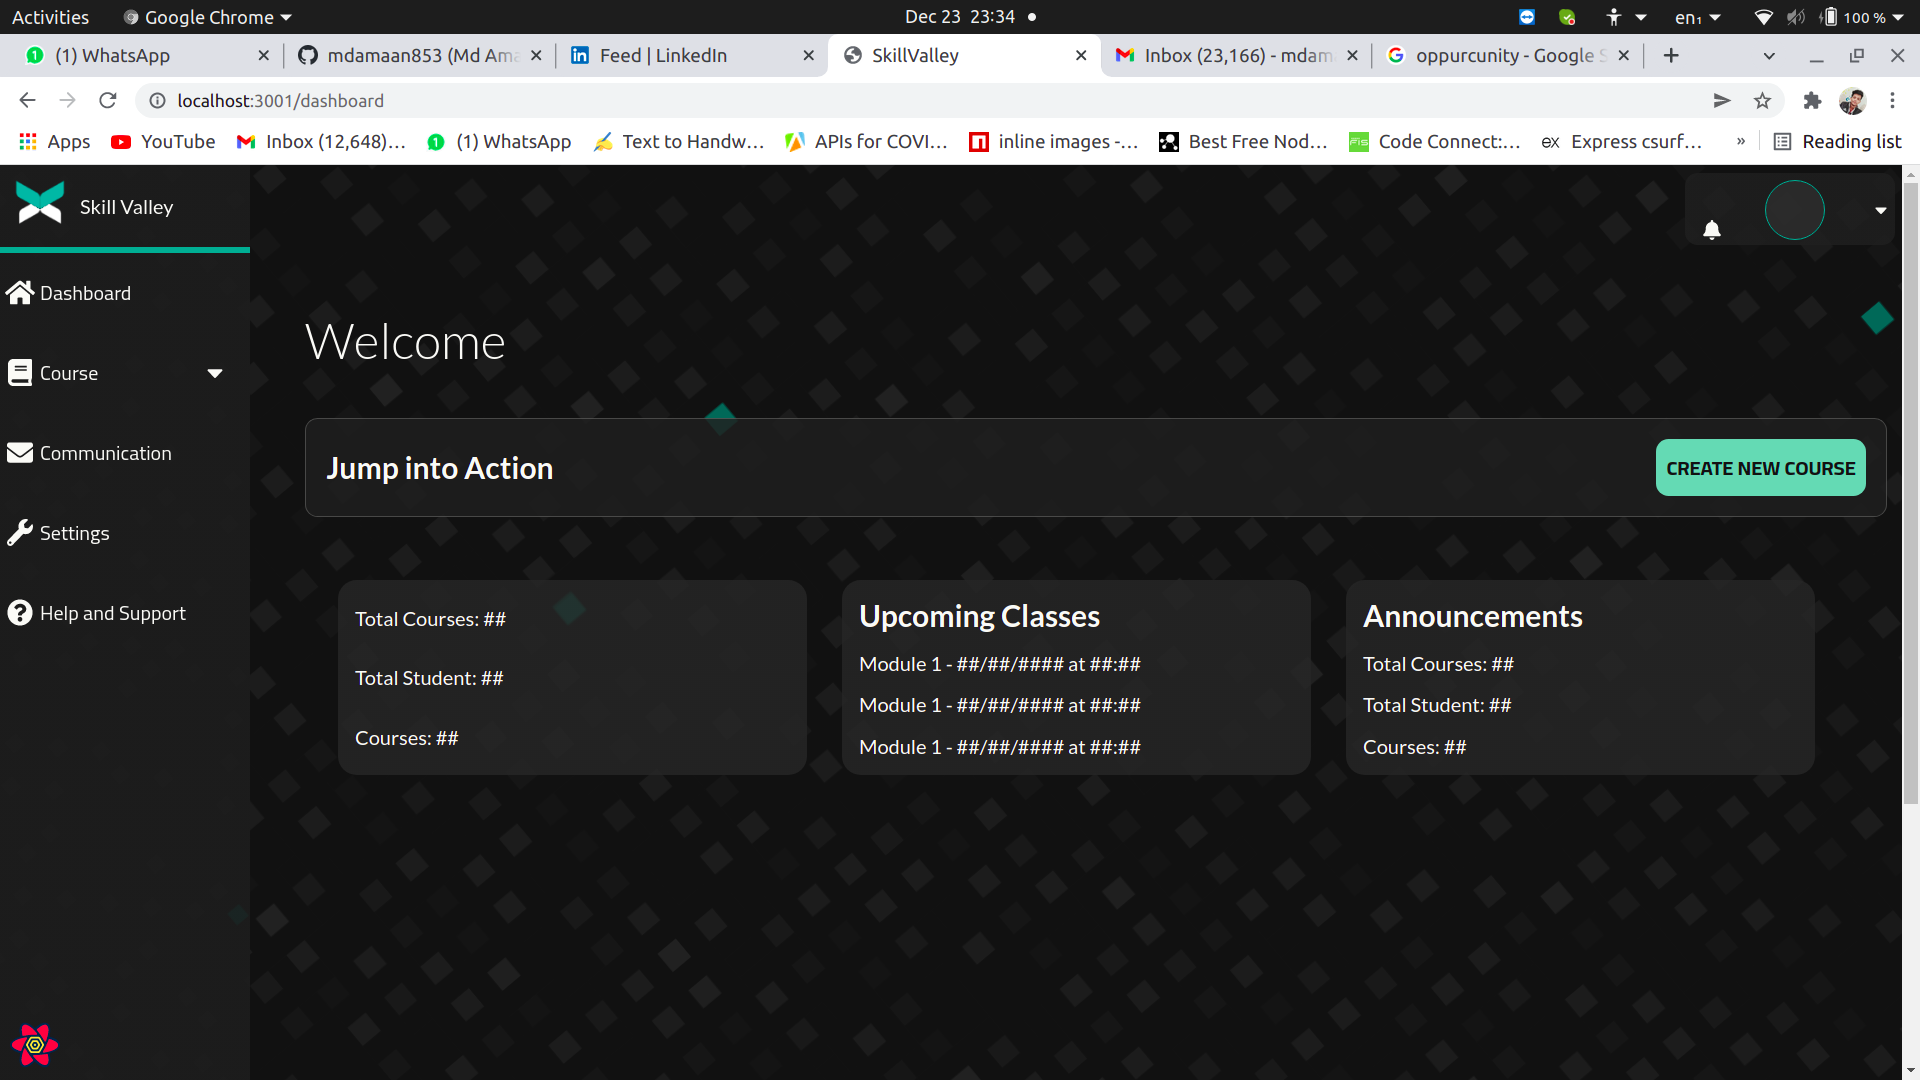 Activities
Google Chrome
Dec 23 23:34
en₁
100 %
(1) WhatsApp
mdamaan853 (Md Ama
Feed | LinkedIn
SkillValley
Inbox (23,166) - mdam
oppurcunity - Google S
localhost:3001/dashboard
Apps
YouTube
Inbox (12,648)...
(1) WhatsApp
Text to Handw...
APIs for COVI...
inline images -...
Best Free Nod...
Fis
Code Connect:...
ex
Express csurf...
»
Reading list
Skill Valley
Dashboard
Course
Communication
Settings
Help and Support
Welcome
Jump into Action
CREATE NEW COURSE
Total Courses: ##
Total Student: ##
Courses: ##
Upcoming Classes
Module 1 - ##/##/#### at ##:##
Module 1 - ##/##/#### at ##:##
Module 1 - ##/##/#### at ##:##
Announcements
Total Courses: ##
Total Student: ##
Courses: ##